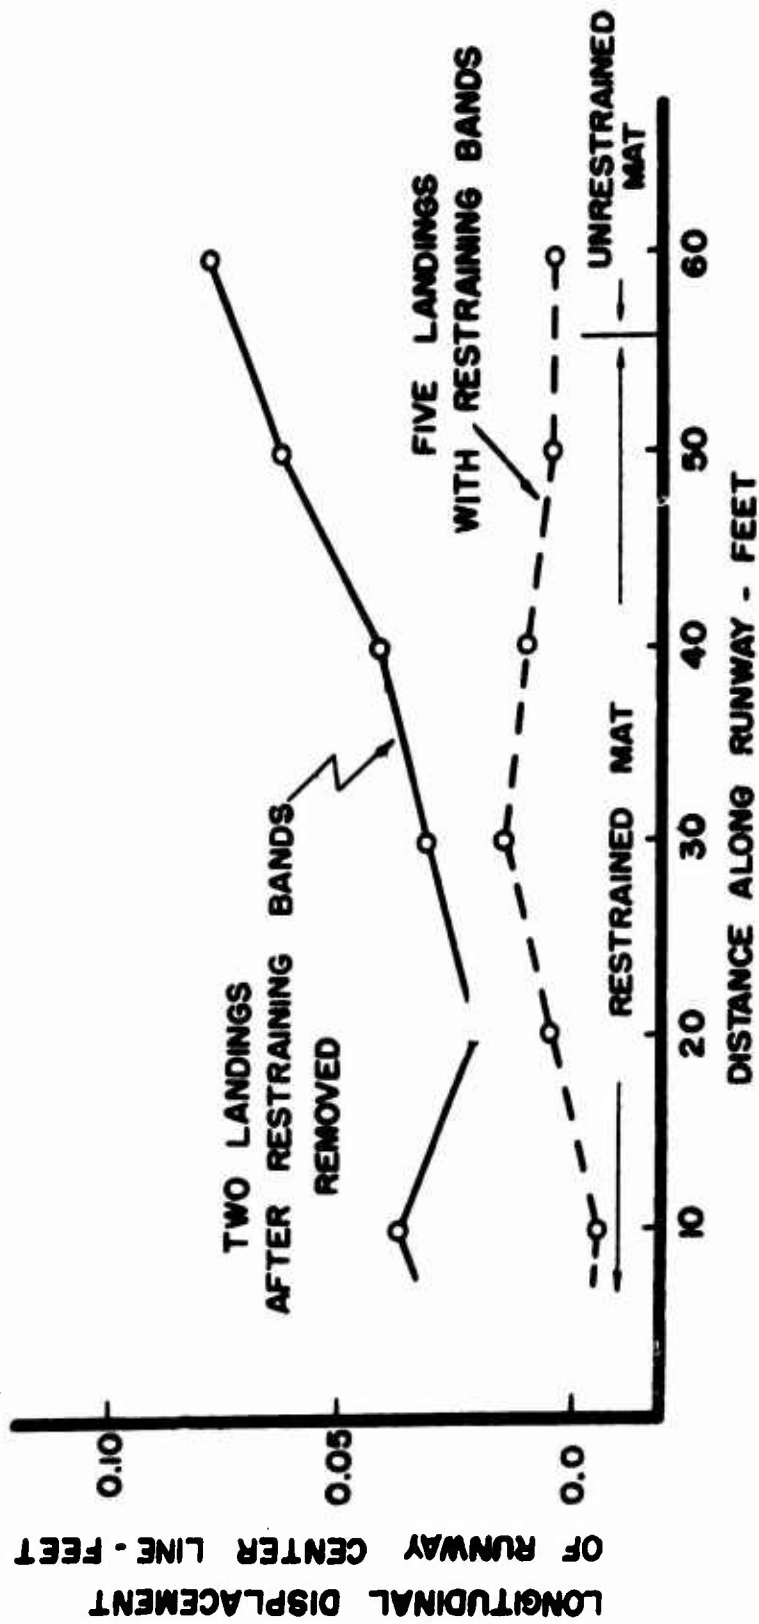 LONGITUDINAL DISPLACEMENT
OF RUNWAY CENTER LINE - FEET
0.10
0.05
0.0
TWO LANDINGS
AFTER RESTRAINING BANDS
REMOVED
FIVE LANDINGS
WITH RESTRAINING BANDS
RESTRAINED MAT
UNRESTRAINED
MAT
10 20 30 40 50 60
DISTANCE ALONG RUNWAY - FEET